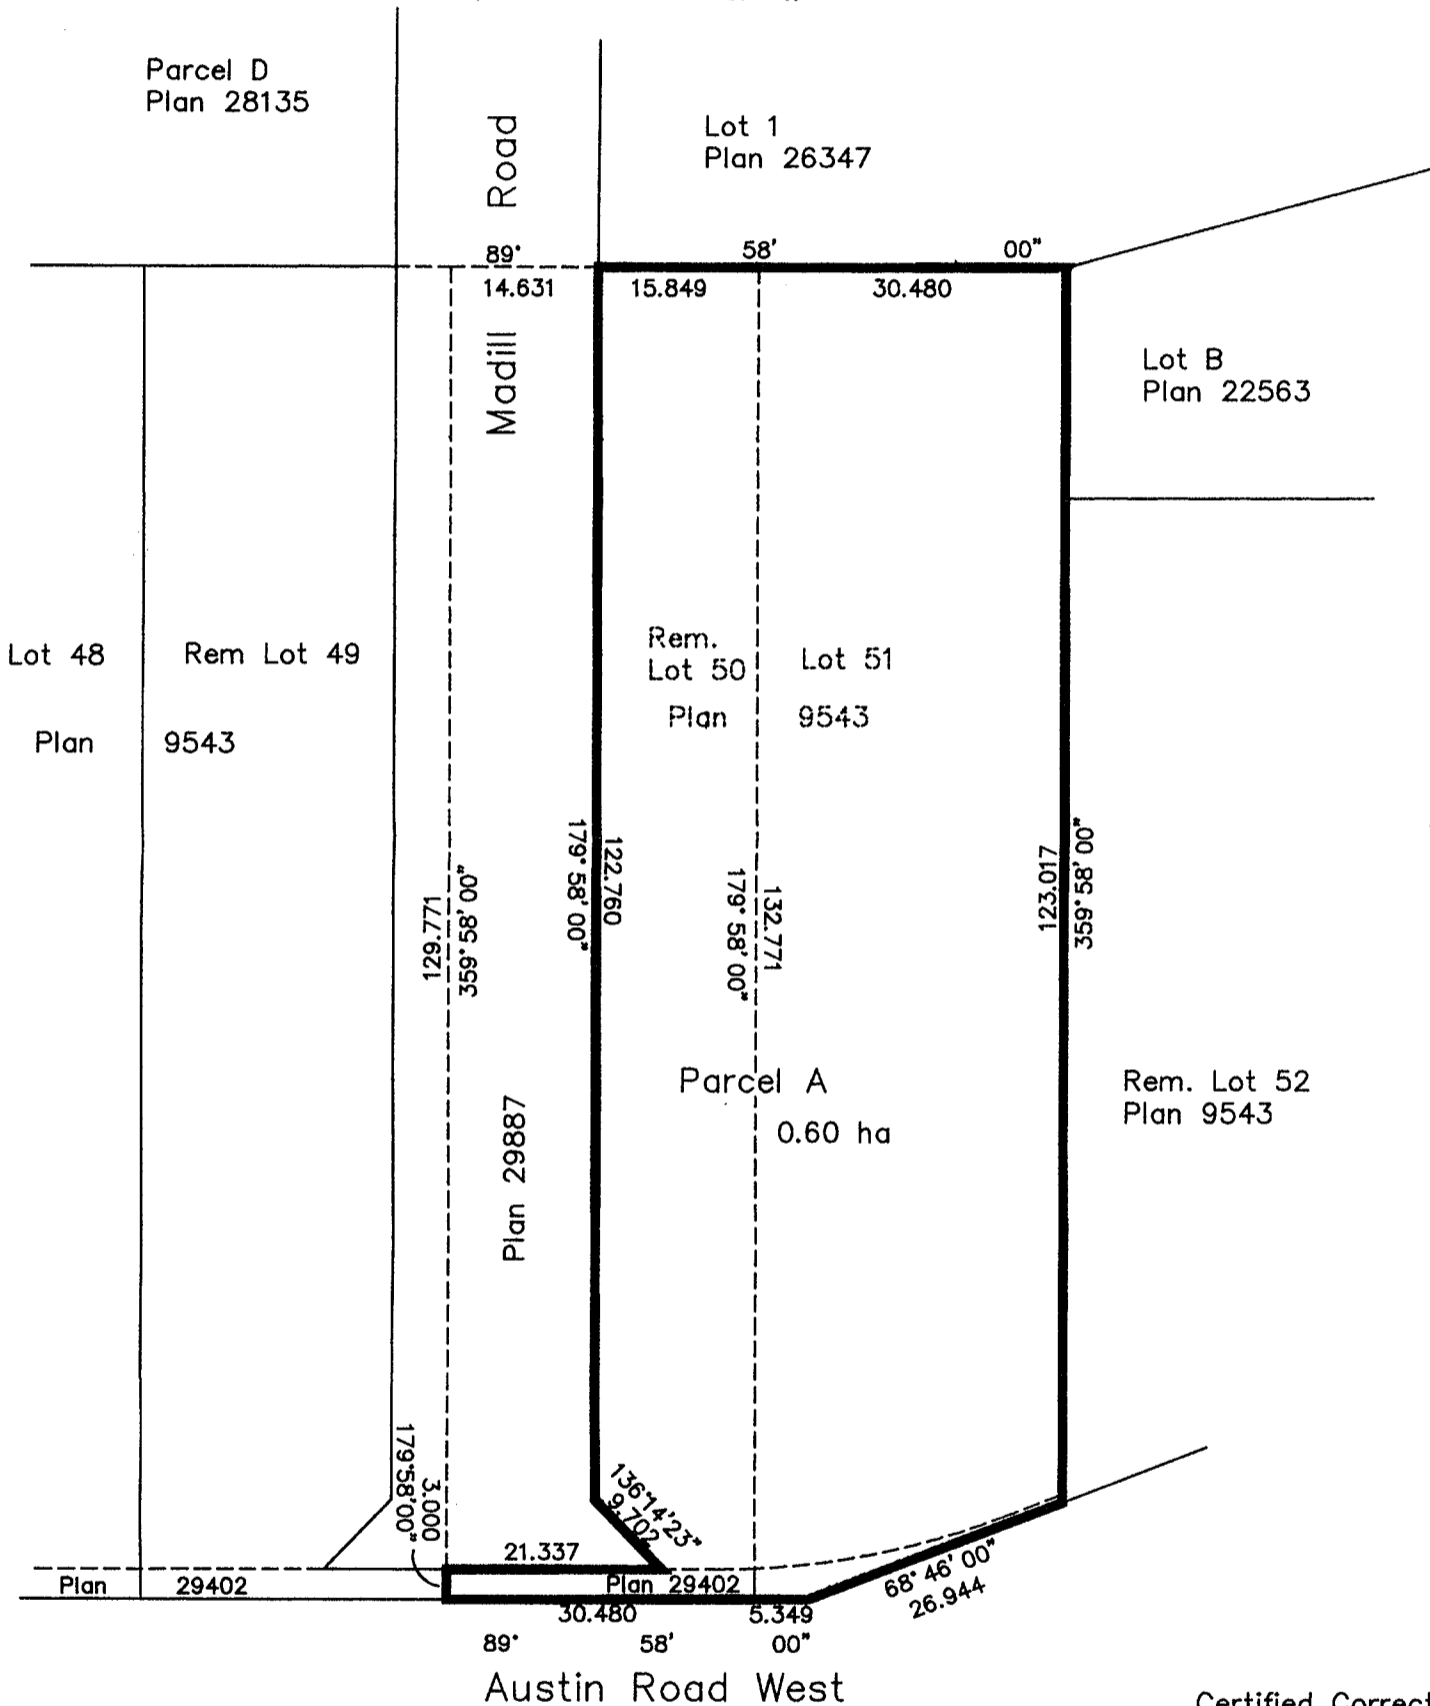 Parcel D
Plan 28135
Madill Road
Lot 1
Plan 26347
89° 58' 00"
14.631 15.849 30.480
Lot B
Plan 22563
Lot 48
Rem Lot 49
Plan 9543
Rem.
Lot 50
Lot 51
Plan 9543
129.771
359° 58' 00"
179° 58' 00"
122.760
179° 58' 00"
132.771
123.017
359° 58' 00"
Parcel A
0.60 ha
Rem. Lot 52
Plan 9543
Plan 29887
179°58'00"
3.000
136°14'23"
9.702
21.337
Plan 29402
Plan 29402
30.480 5.349
68° 46' 00"
26.944
89° 58' 00"
Austin Road West
Certified Correct